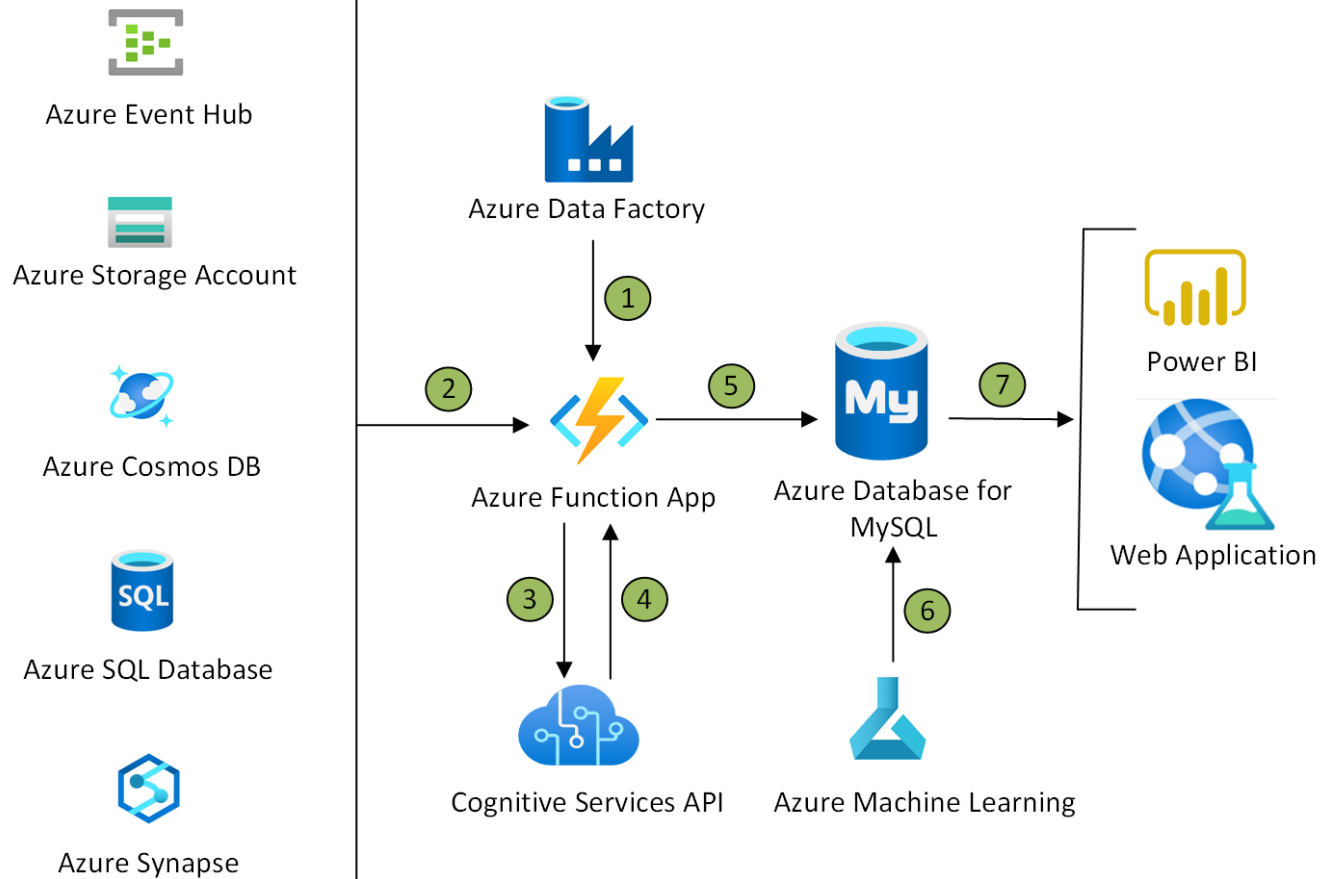 Azure Event Hub
Azure Storage Account
Azure Cosmos DB
SQL
Azure SQL Database
Azure Synapse
Azure Data Factory
1
2
Azure Function App
3
4
Cognitive Services API
5
My
Azure Database for
MySQL
6
Azure Machine Learning
7
Power BI
Web Application